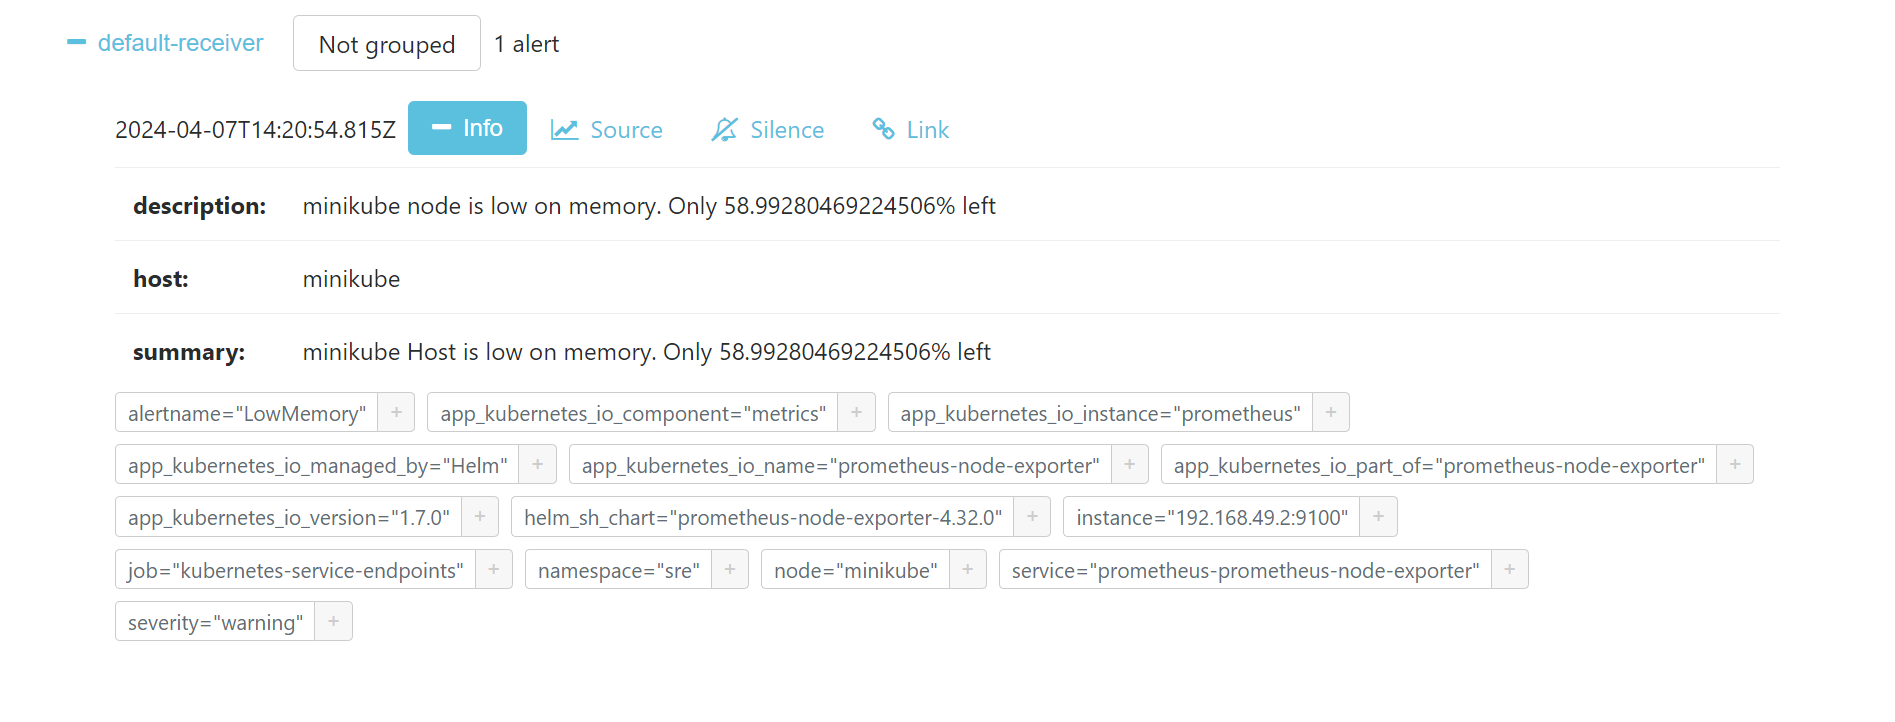 default-receiver Not grouped 1 alert
2024-04-07T14:20:54.815Z Info Source Silence Link
description: minikube node is low on memory. Only 58.99280469224506% left
host: minikube
summary: minikube Host is low on memory. Only 58.99280469224506% left
alertname="LowMemory" + app_kubernetes_io_component="metrics" + app_kubernetes_io_instance="prometheus" +
app_kubernetes_io_managed_by="Helm" + app_kubernetes_io_name="prometheus-node-exporter" + app_kubernetes_io_part_of="prometheus-node-exporter" +
app_kubernetes_io_version="1.7.0" + helm_sh_chart="prometheus-node-exporter-4.32.0" + instance="192.168.49.2:9100" +
job="kubernetes-service-endpoints" + namespace="sre" + node="minikube" + service="prometheus-prometheus-node-exporter" +
severity="warning" +